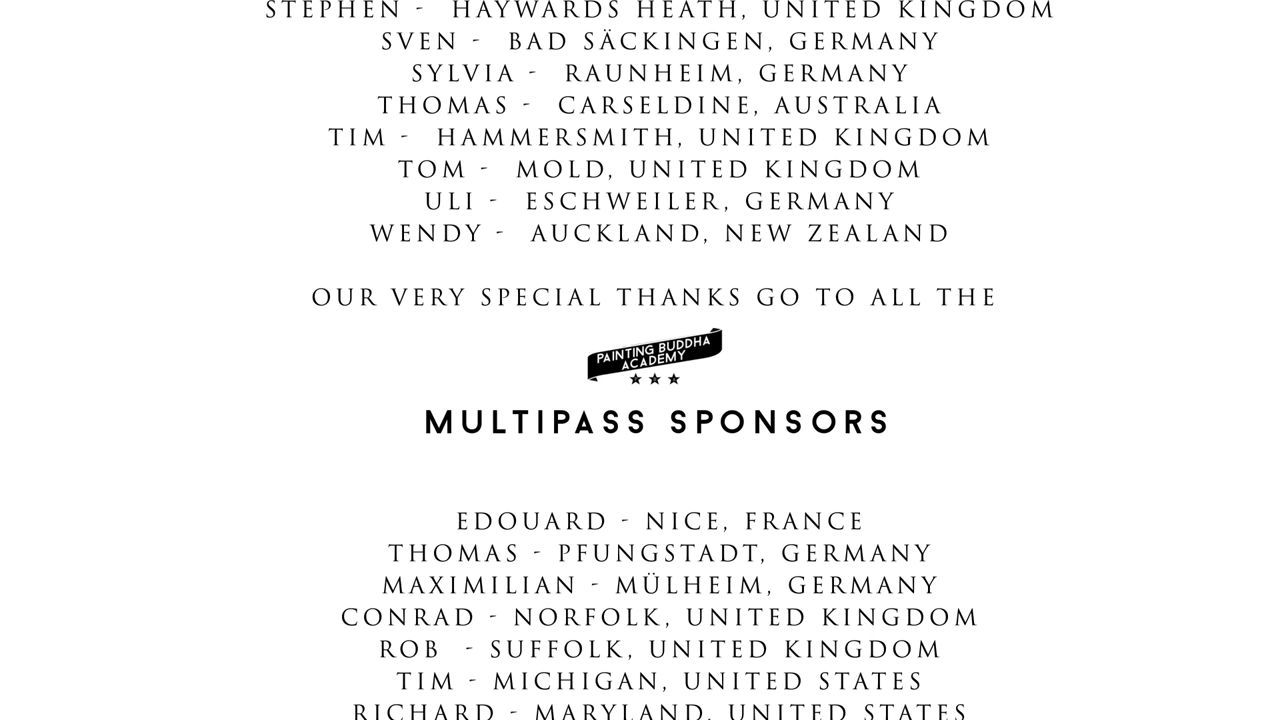 STEPHEN - HAYWARDS HEATH, UNITED KINGDOM
SVEN - BAD SÄCKINGEN, GERMANY
SYLVIA - RAUNHEIM, GERMANY
THOMAS - CARSELDINE, AUSTRALIA
TIM - HAMMERSMITH, UNITED KINGDOM
TOM - MOLD, UNITED KINGDOM
ULI - ESCHWEILER, GERMANY
WENDY - AUCKLAND, NEW ZEALAND
OUR VERY SPECIAL THANKS GO TO ALL THE
PAINTING BUDDHA
ACADEMY
MULTIPASS SPONSORS
EDOUARD - NICE, FRANCE
THOMAS - PFUNGSTADT, GERMANY
MAXIMILIAN - MÜLHEIM, GERMANY
CONRAD - NORFOLK, UNITED KINGDOM
ROB - SUFFOLK, UNITED KINGDOM
TIM - MICHIGAN, UNITED STATES
RICHARD - MARYLAND, UNITED STATES